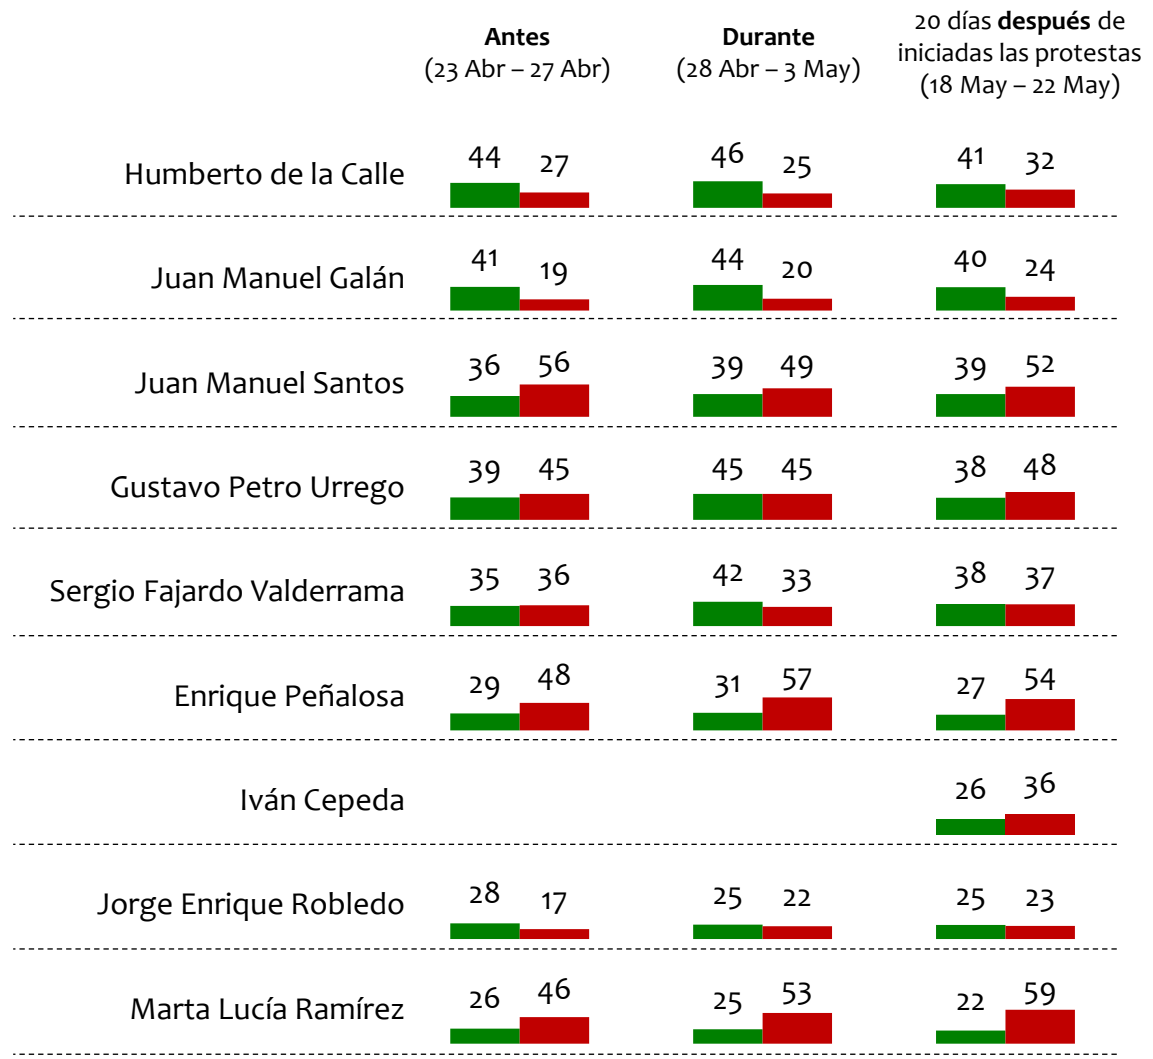 Antes
(23 Abr – 27 Abr)
Durante
(28 Abr – 3 May)
20 días después de
iniciadas las protestas
(18 May – 22 May)
Humberto de la Calle 44 27 46 25 41 32
Juan Manuel Galán 41 19 44 20 40 24
Juan Manuel Santos 36 56 39 49 39 52
Gustavo Petro Urrego 39 45 45 45 38 48
Sergio Fajardo Valderrama 35 36 42 33 38 37
Enrique Peñalosa 29 48 31 57 27 54
Iván Cepeda 26 36
Jorge Enrique Robledo 28 17 25 22 25 23
Marta Lucía Ramírez 26 46 25 53 22 59